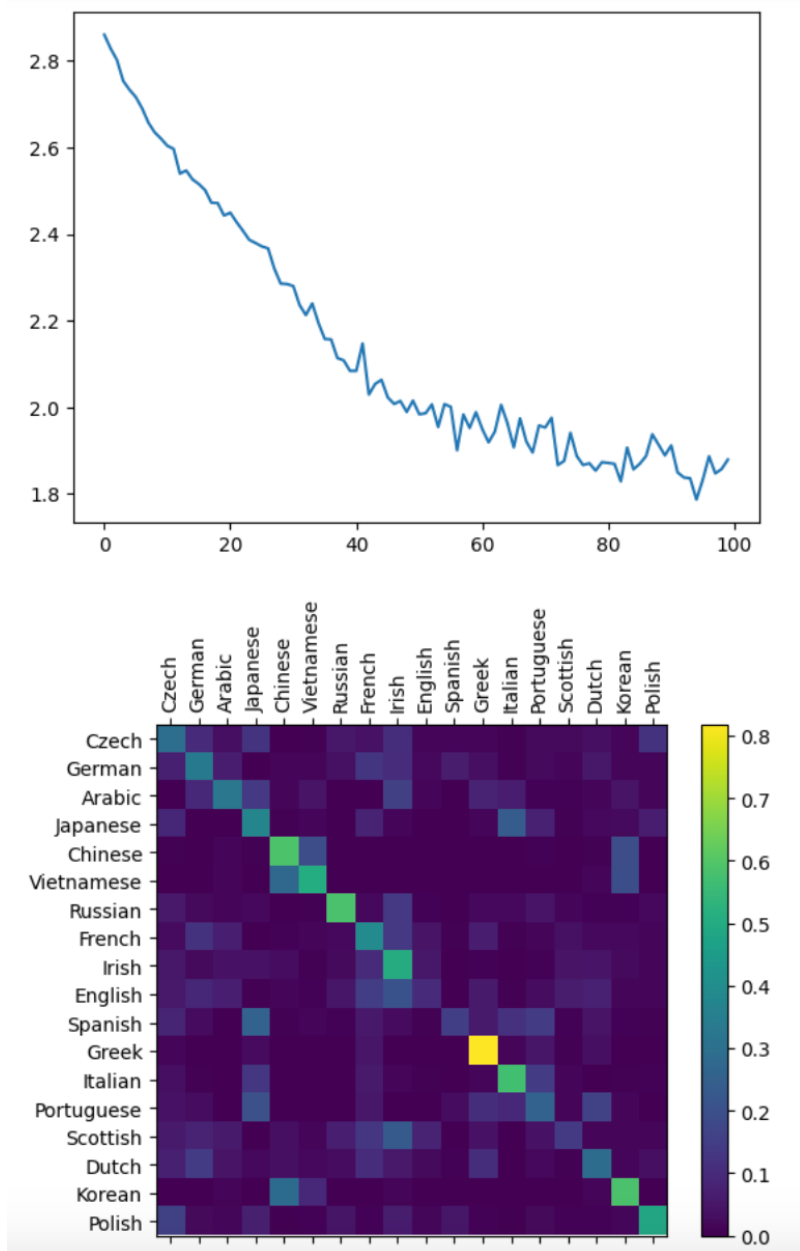 2.8
2.6
2.4
2.2
2.0
1.8
0 20 40 60 80 100
Czech German Arabic Japanese Chinese Vietnamese Russian French Irish English Spanish Greek Italian Portuguese Scottish Dutch Korean Polish
Czech
German
Arabic
Japanese
Chinese
Vietnamese
Russian
French
Irish
English
Spanish
Greek
Italian
Portuguese
Scottish
Dutch
Korean
Polish
0.8
0.7
0.6
0.5
0.4
0.3
0.2
0.1
0.0